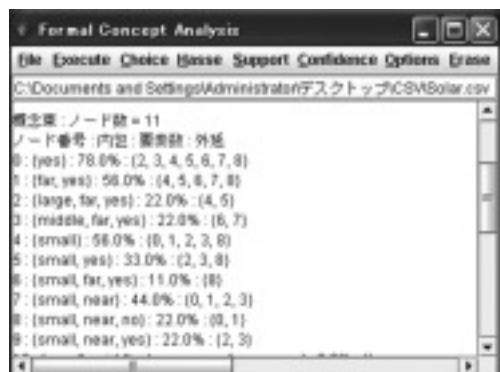 Formal Concept Analysis
File Execute Choice Hasse Support Confidence Options Erase
C:\Documents and Settings\Administrator\デスクトップ\CSV\Solar.csv
概念束 : ノード数 = 11
ノード番号 : 内包 : 要素数 : 外延
0 : {yes} : 78.0% : {2, 3, 4, 5, 6, 7, 8}
1 : {far, yes} : 56.0% : {4, 5, 6, 7, 8}
2 : {large, far, yes} : 22.0% : {4, 5}
3 : {middle, far, yes} : 22.0% : {6, 7}
4 : {small} : 56.0% : {0, 1, 2, 3, 8}
5 : {small, yes} : 33.0% : {2, 3, 8}
6 : {small, far, yes} : 11.0% : {8}
7 : {small, near} : 44.0% : {0, 1, 2, 3}
8 : {small, near, no} : 22.0% : {0, 1}
9 : {small, near, yes} : 22.0% : {2, 3}